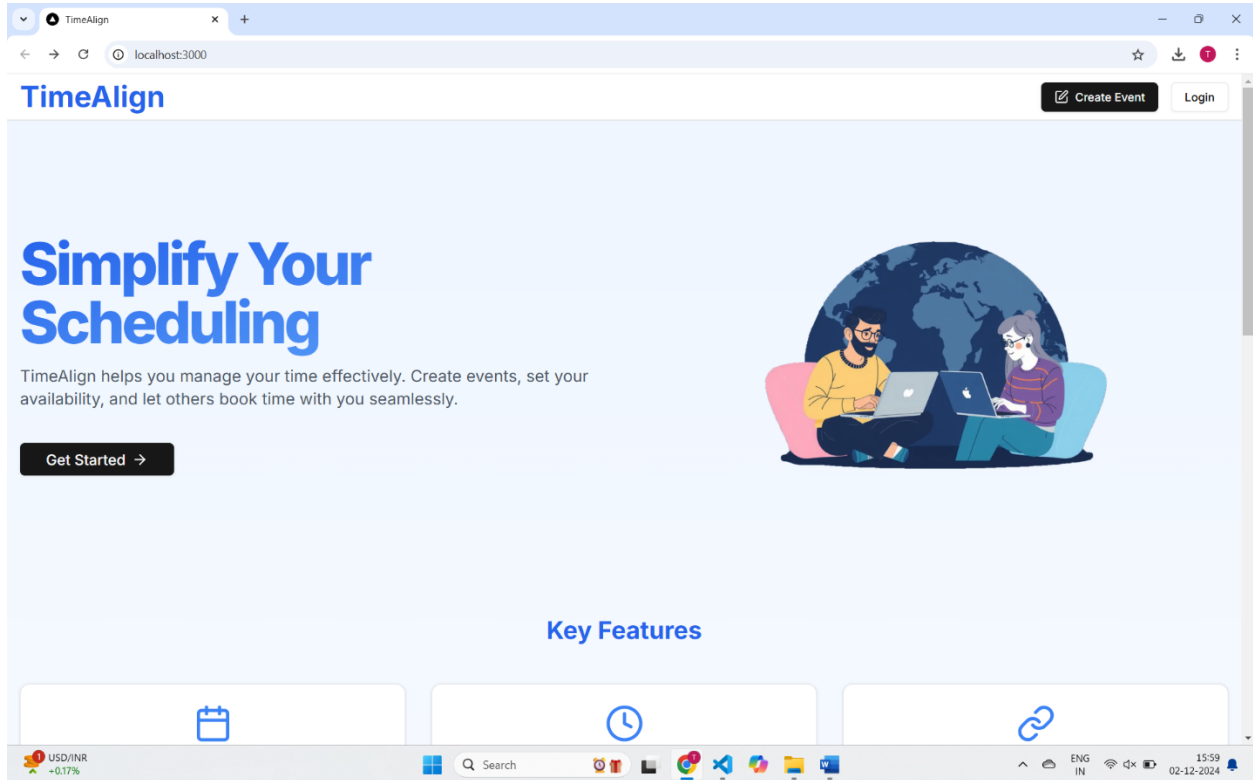 TimeAlign
localhost:3000
T
TimeAlign
Create Event
Login
Simplify Your
Scheduling
TimeAlign helps you manage your time effectively. Create events, set your
availability, and let others book time with you seamlessly.
Get Started →
Key Features
1
USD/INR
+0.17%
Search
ENG
IN
15:59
02-12-2024